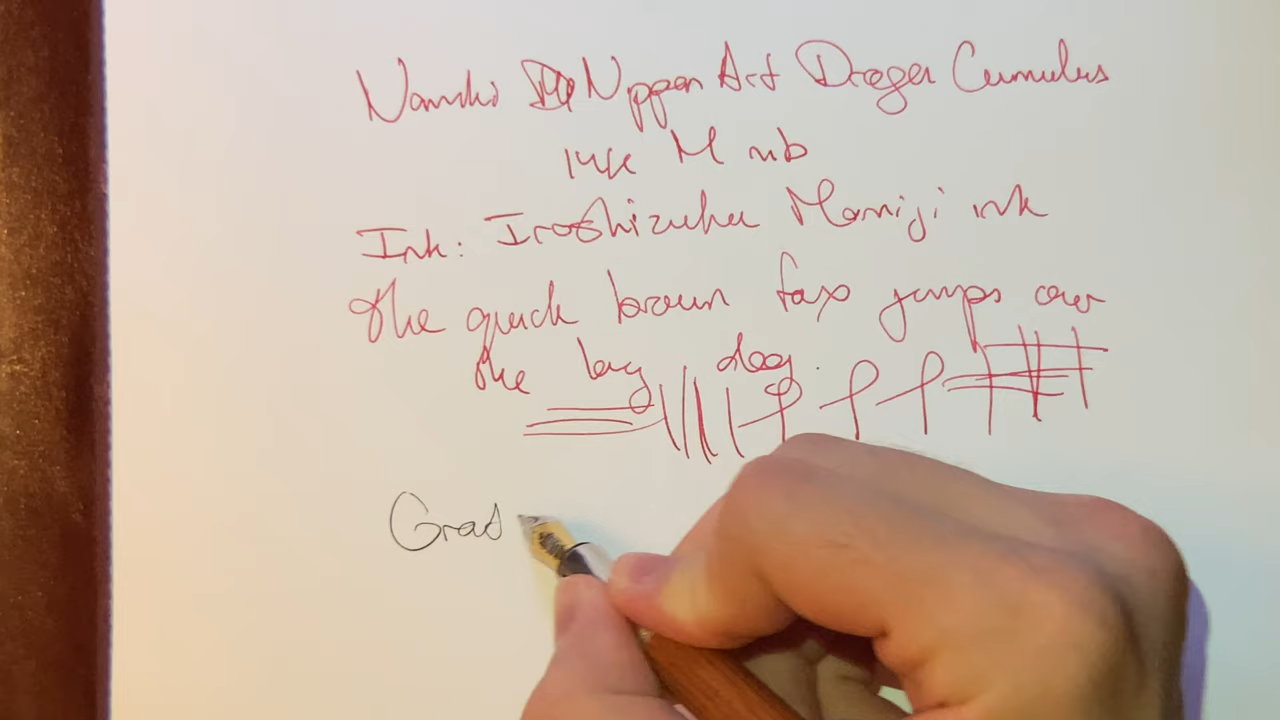 Namiki Nippon Art Dragon Cumulus
14k M nib
Ink: Iroshizuku Momiji ink
the quick brown fox jumps over
the lazy dog.
Grad